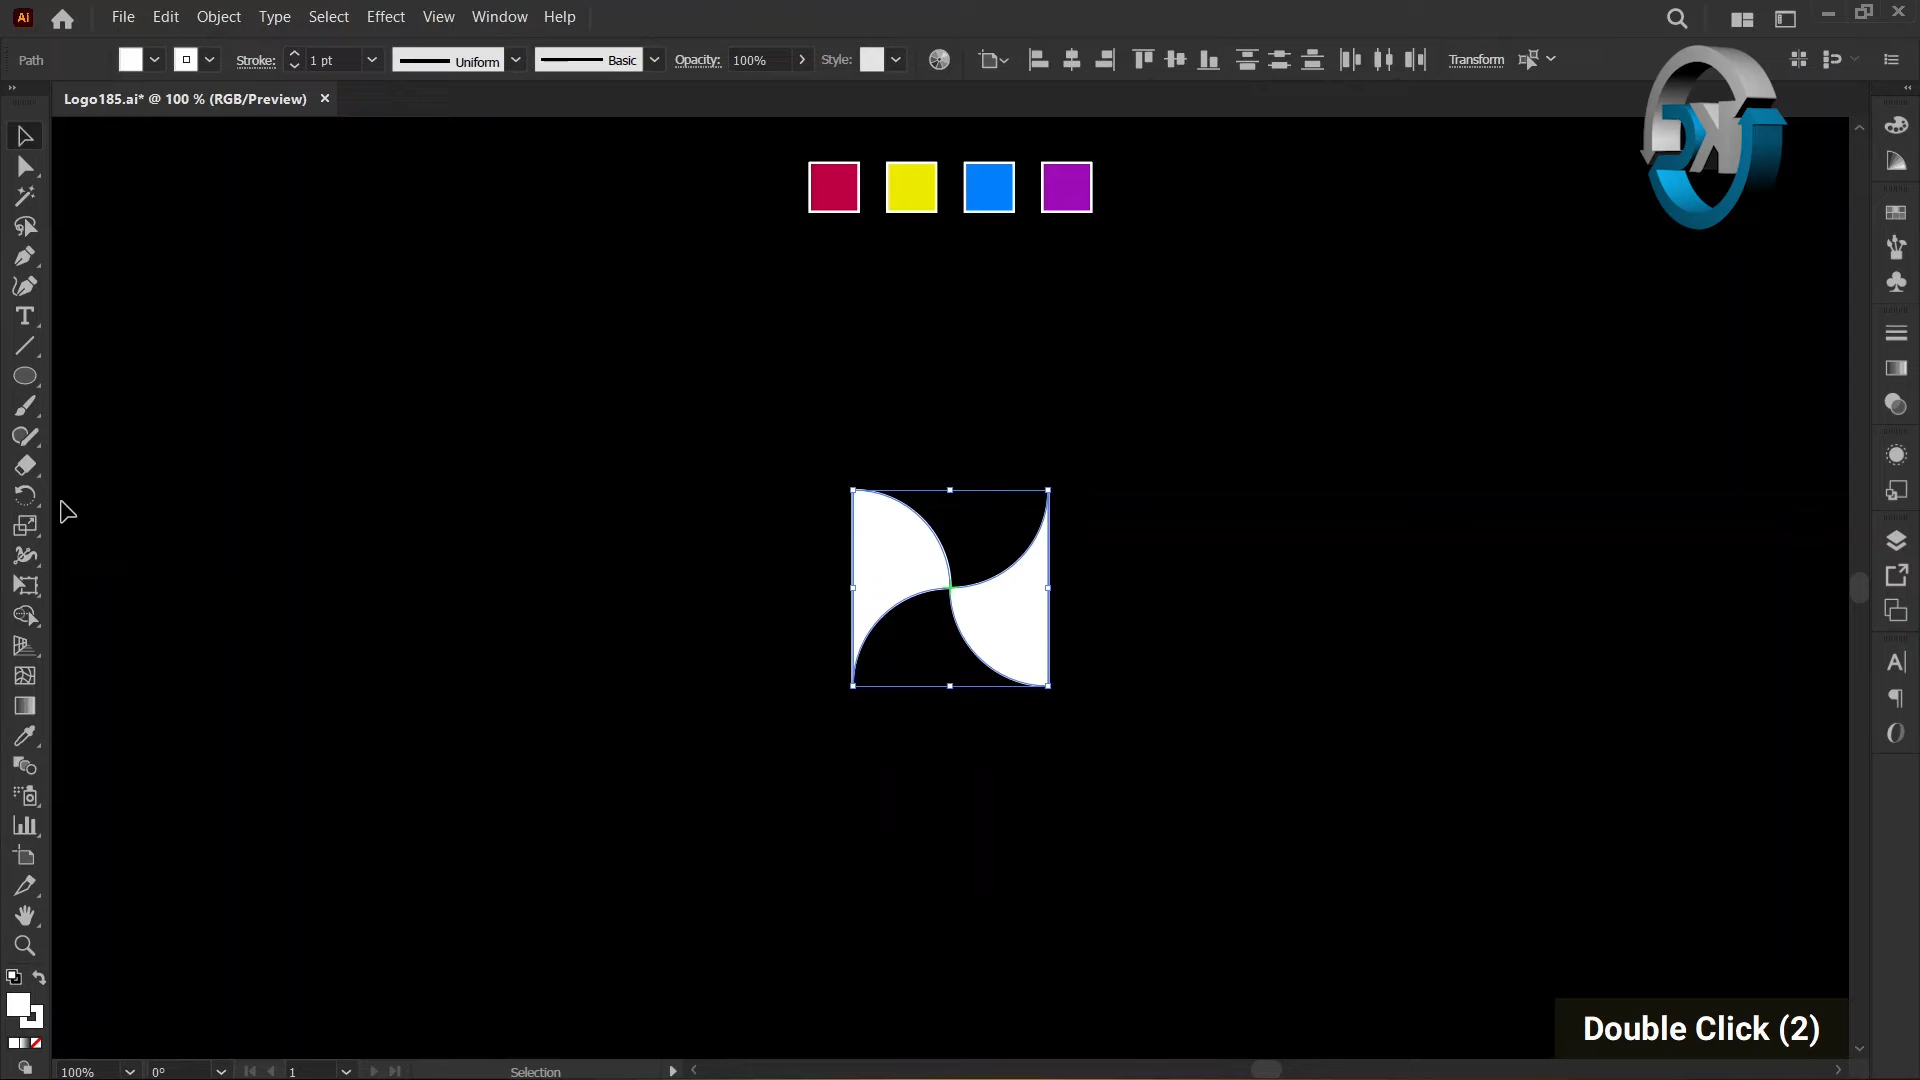 Ai File Edit Object Type Select Effect View Window Help
Path Stroke: 1 pt Uniform Basic Opacity: 100% Style: Transform
Logo185.ai* @ 100 % (RGB/Preview)
Double Click (2)
100% 0° 1 Selection